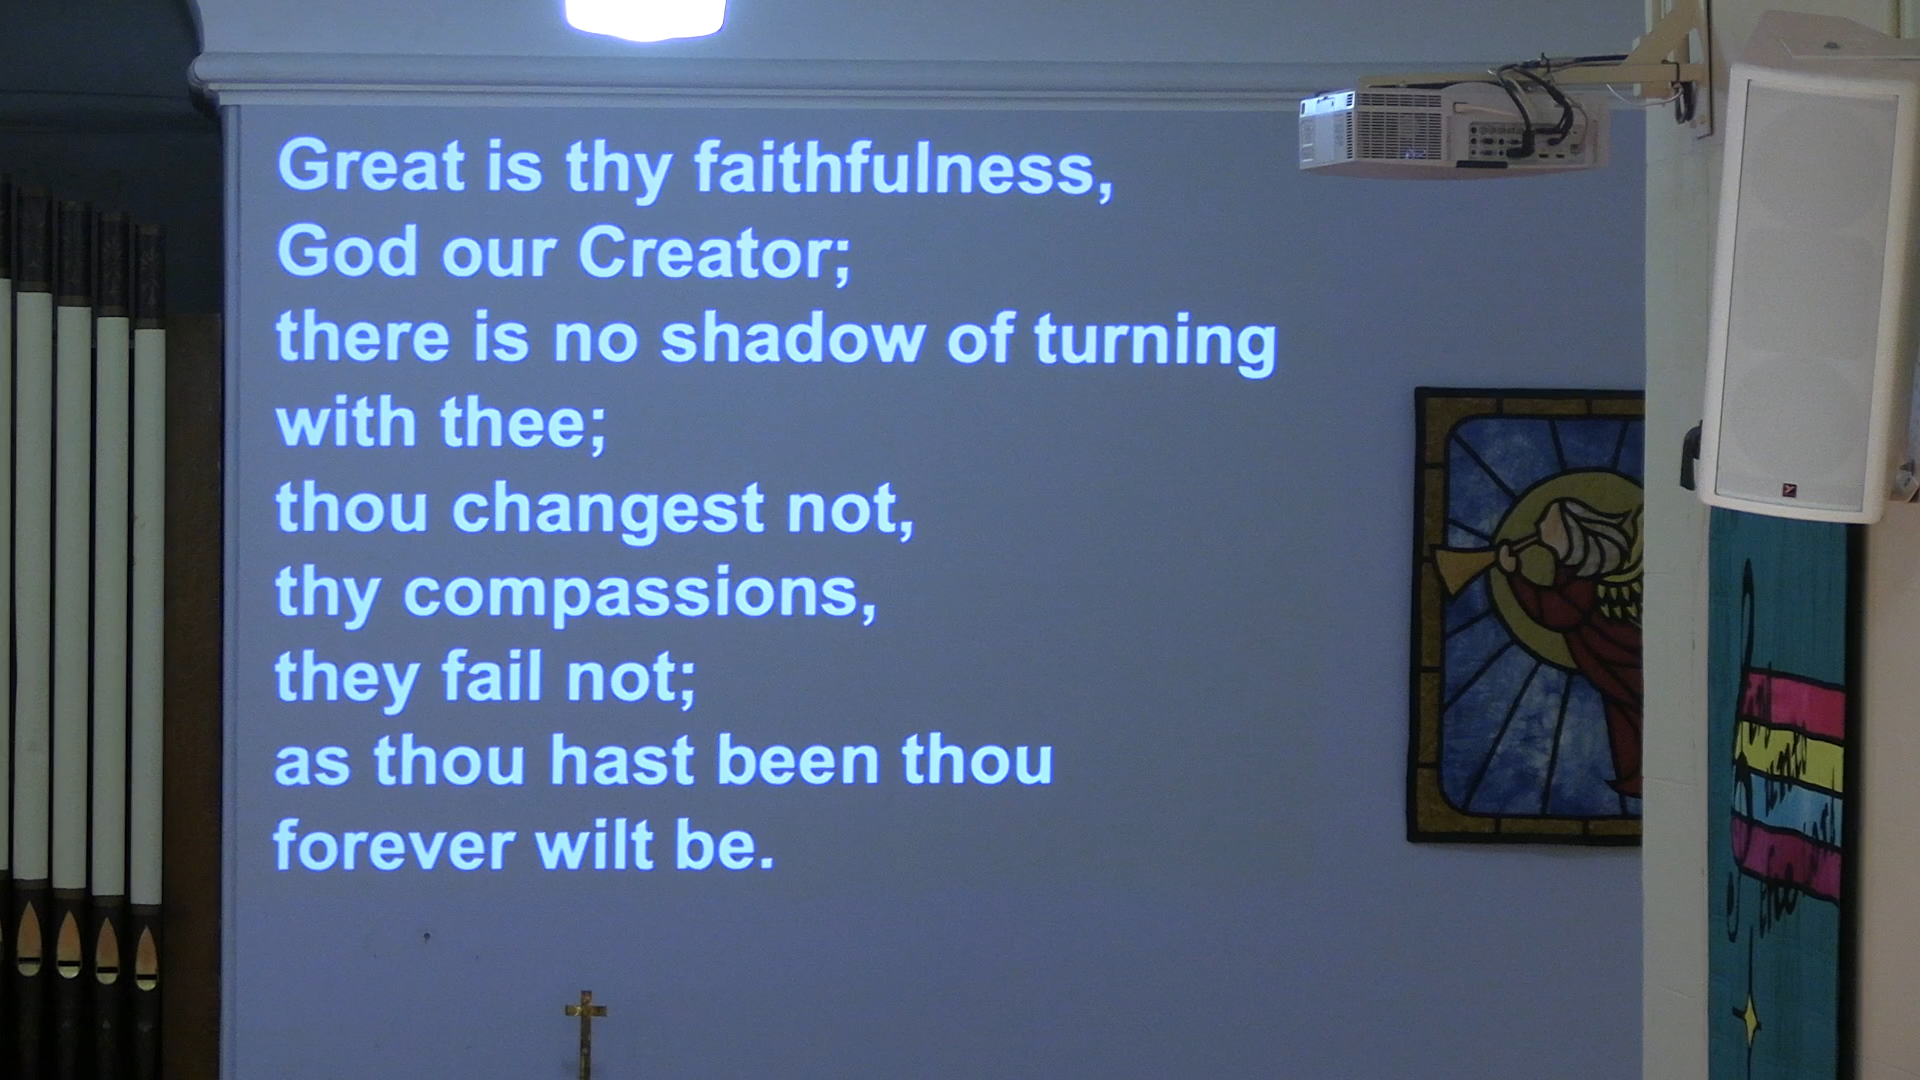 Great is thy faithfulness,
God our Creator;
there is no shadow of turning
with thee;
thou changest not,
thy compassions,
they fail not;
as thou hast been thou
forever wilt be.